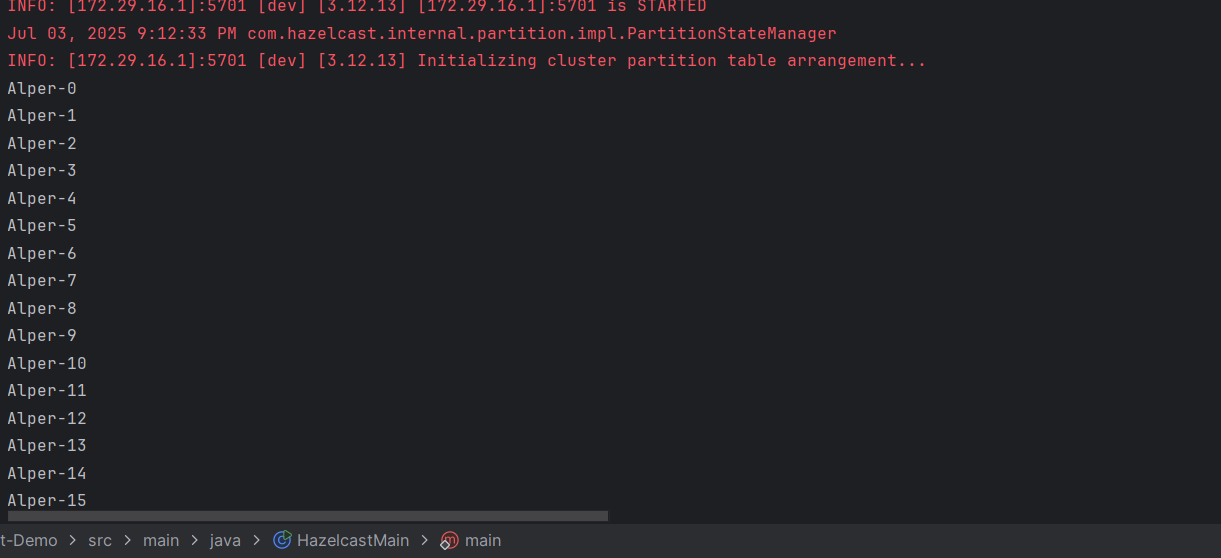 INFO: [172.29.16.1]:5701 [dev] [3.12.13] [172.29.16.1]:5701 is STARTED
Jul 03, 2025 9:12:33 PM com.hazelcast.internal.partition.impl.PartitionStateManager
INFO: [172.29.16.1]:5701 [dev] [3.12.13] Initializing cluster partition table arrangement...
Alper-0
Alper-1
Alper-2
Alper-3
Alper-4
Alper-5
Alper-6
Alper-7
Alper-8
Alper-9
Alper-10
Alper-11
Alper-12
Alper-13
Alper-14
Alper-15
t-Demo > src > main > java > HazelcastMain > main